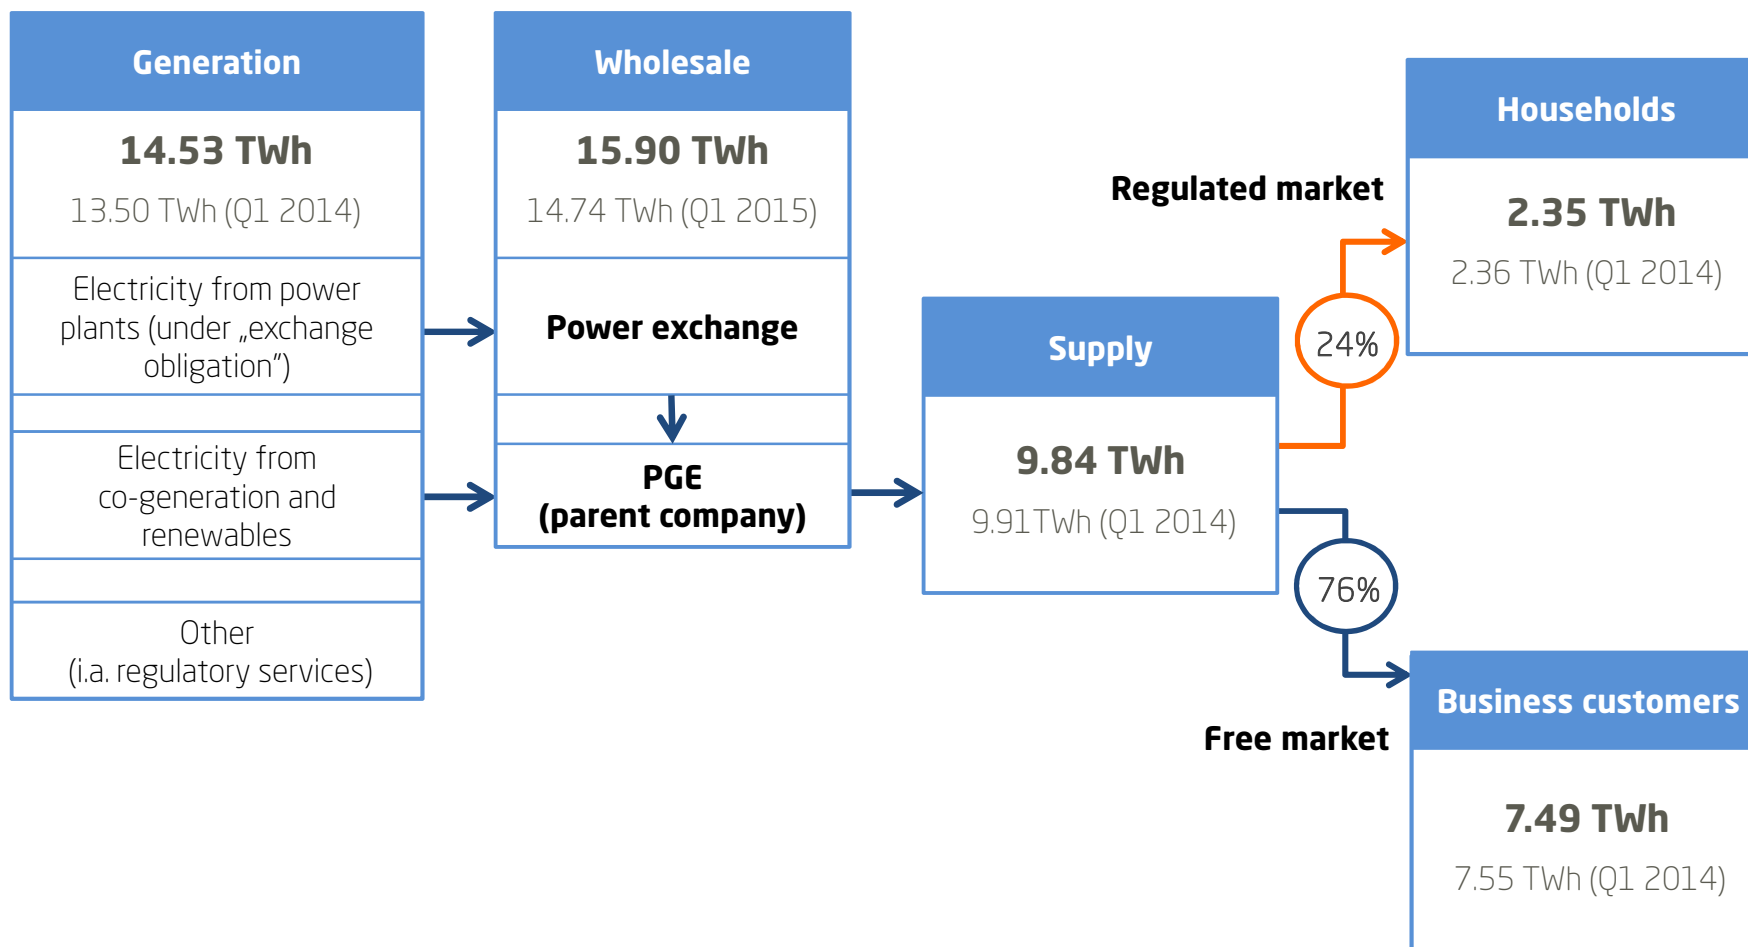 Generation
14.53 TWh
13.50 TWh (Q1 2014)
Electricity from power
plants (under „exchange
obligation”)
Electricity from
co-generation and
renewables
Other
(i.a. regulatory services)
Wholesale
15.90 TWh
14.74 TWh (Q1 2015)
Power exchange
PGE
(parent company)
Supply
9.84 TWh
9.91TWh (Q1 2014)
Regulated market
24%
Households
2.35 TWh
2.36 TWh (Q1 2014)
76%
Free market
Business customers
7.49 TWh
7.55 TWh (Q1 2014)